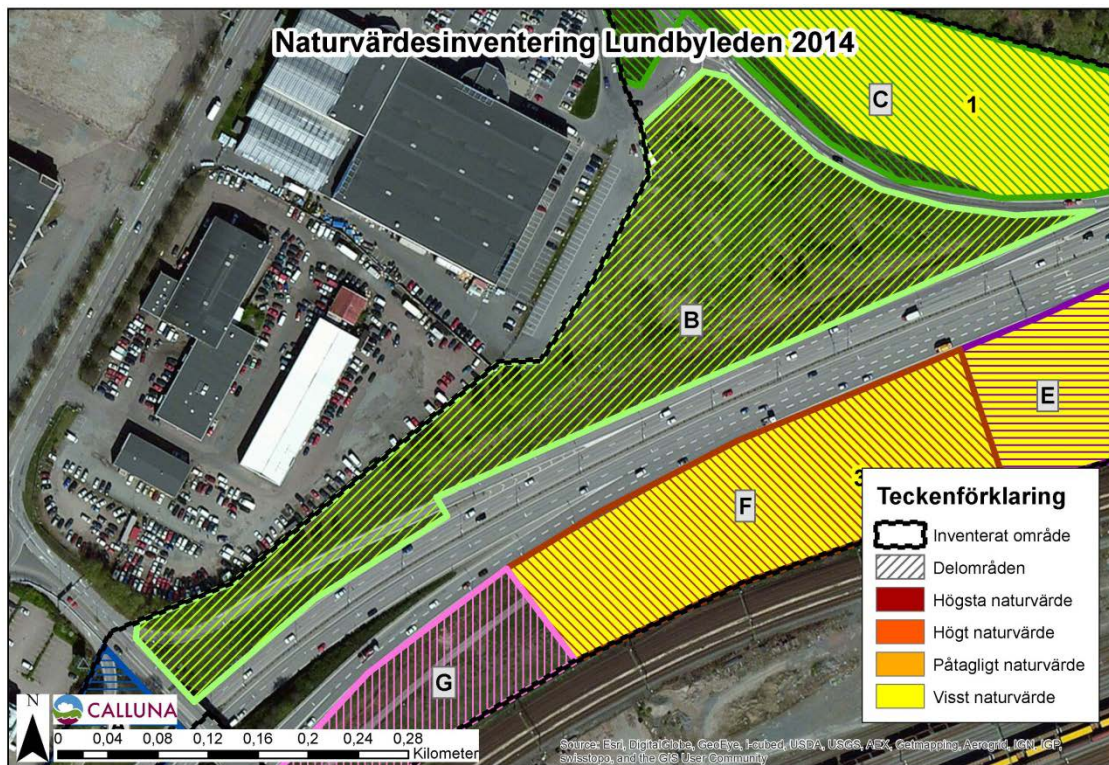 Naturvärdesinventering Lundbyleden 2014
C
1
B
E
3
F
G
Teckenförklaring
Inventerat område
Delområden
Högsta naturvärde
Högt naturvärde
Påtagligt naturvärde
Visst naturvärde
N
CALLUNA
0 0,04 0,08 0,12 0,16 0,2 0,24 0,28
Kilometer
Source: Esri, DigitalGlobe, GeoEye, i-cubed, USDA, USGS, AEX, Getmapping, Aerogrid, IGN, IGP,
swisstopo, and the GIS User Community